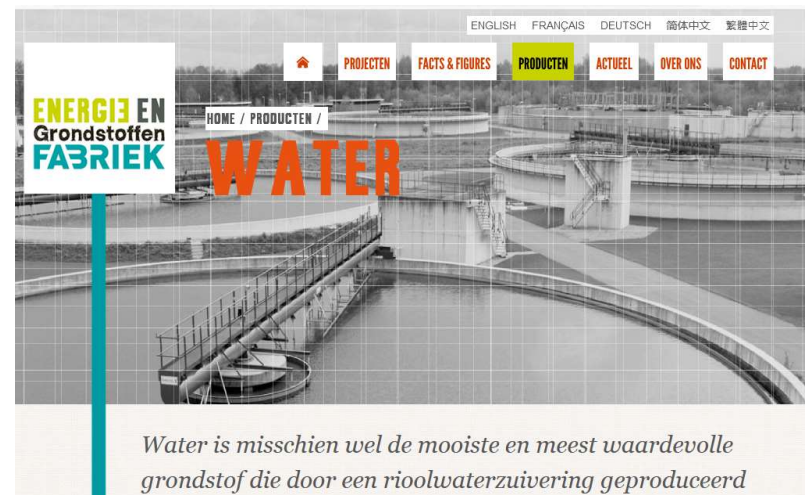 ENGLISH FRANÇAIS DEUTSCH 简体中文 繁體中文
PROJECTEN FACTS & FIGURES PRODUCTEN ACTUEEL OVER ONS CONTACT
ENERGIE EN
Grondstoffen
FABRIEK
HOME / PRODUCTEN /
WATER
Water is misschien wel de mooiste en meest waardevolle
grondstof die door een rioolwaterzuivering geproduceerd